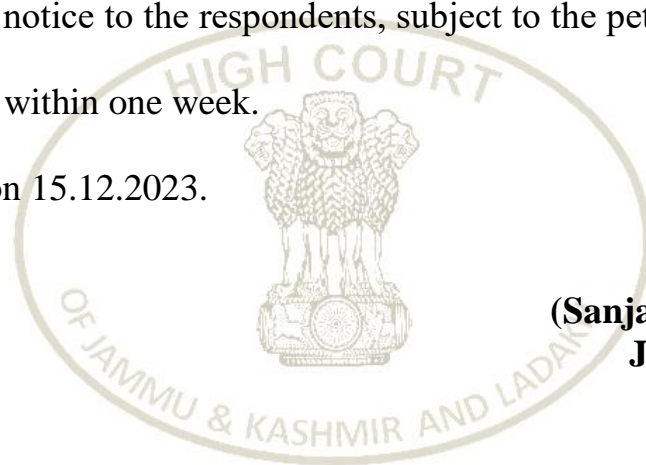 notice to the respondents, subject to the pet
HIGH COURT
within one week.
on 15.12.2023.
(Sanja
J
OF JAMMU & KASHMIR AND LADAKH